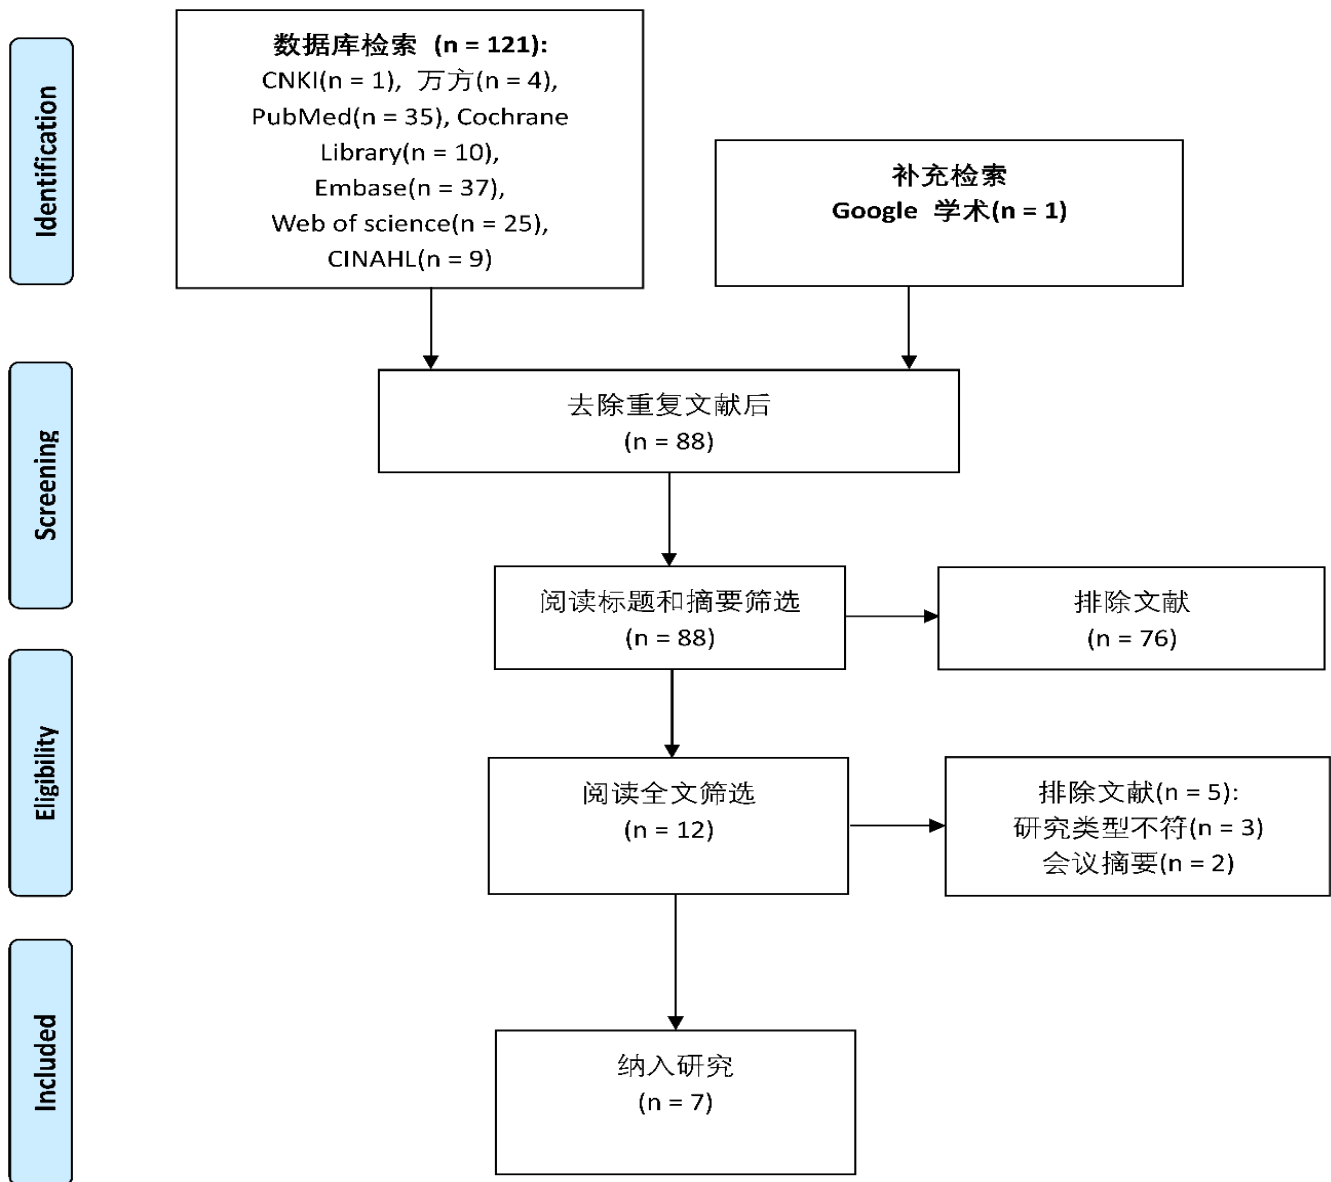 Identification
数据库检索 (n = 121):
CNKI(n = 1), 万方(n = 4),
PubMed(n = 35), Cochrane
Library(n = 10),
Embase(n = 37),
Web of science(n = 25),
CINAHL(n = 9)
补充检索
Google 学术(n = 1)
Screening
去除重复文献后
(n = 88)
阅读标题和摘要筛选
(n = 88)
排除文献
(n = 76)
Eligibility
阅读全文筛选
(n = 12)
排除文献(n = 5):
研究类型不符(n = 3)
会议摘要(n = 2)
Included
纳入研究
(n = 7)